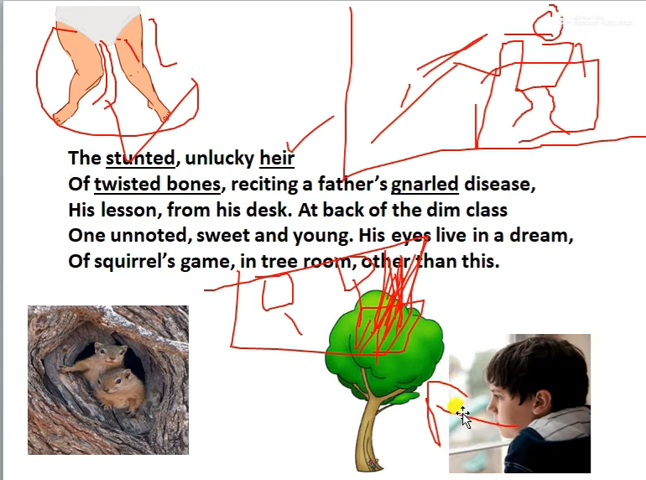 The stunted, unlucky heir
Of twisted bones, reciting a father's gnarled disease,
His lesson, from his desk. At back of the dim class
One unnoted, sweet and young. His eyes live in a dream,
Of squirrel's game, in tree room, other than this.